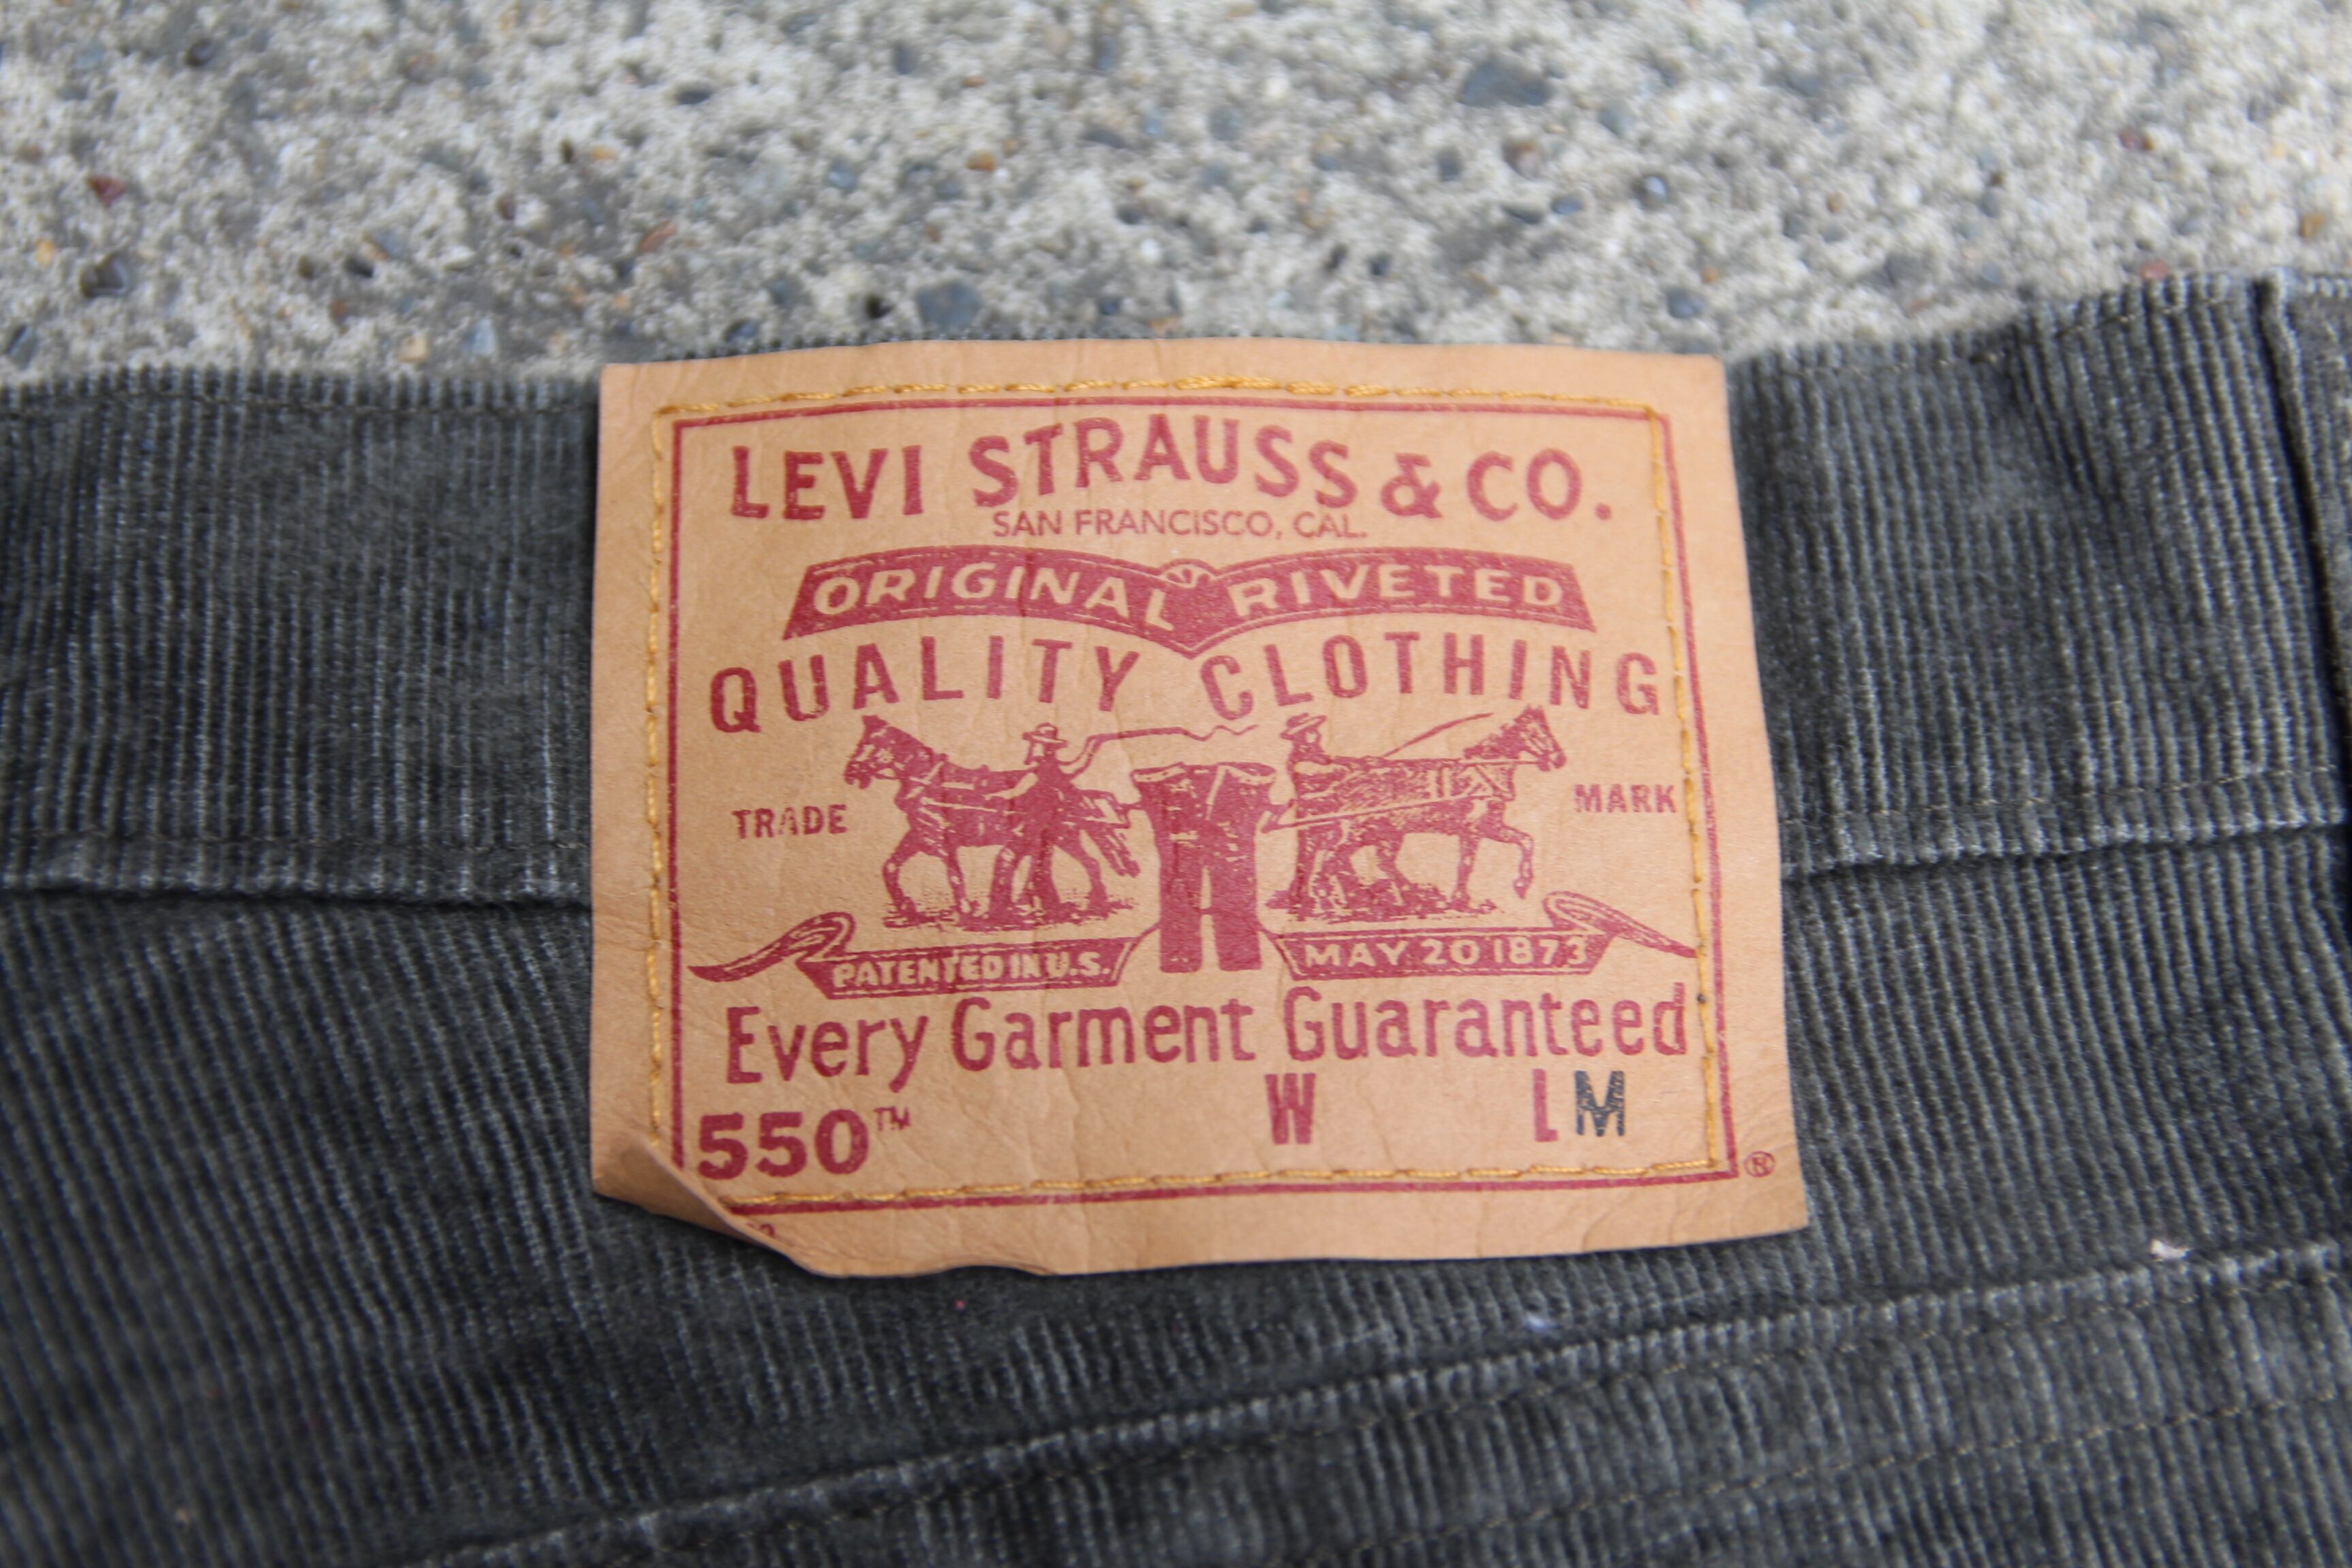 LEVI STRAUSS & CO.
SAN FRANCISCO, CAL.
ORIGINAL RIVETED
QUALITY CLOTHING
TRADE MARK
PATENTED IN U.S. MAY 20 1873
Every Garment Guaranteed
W L M
550™
®